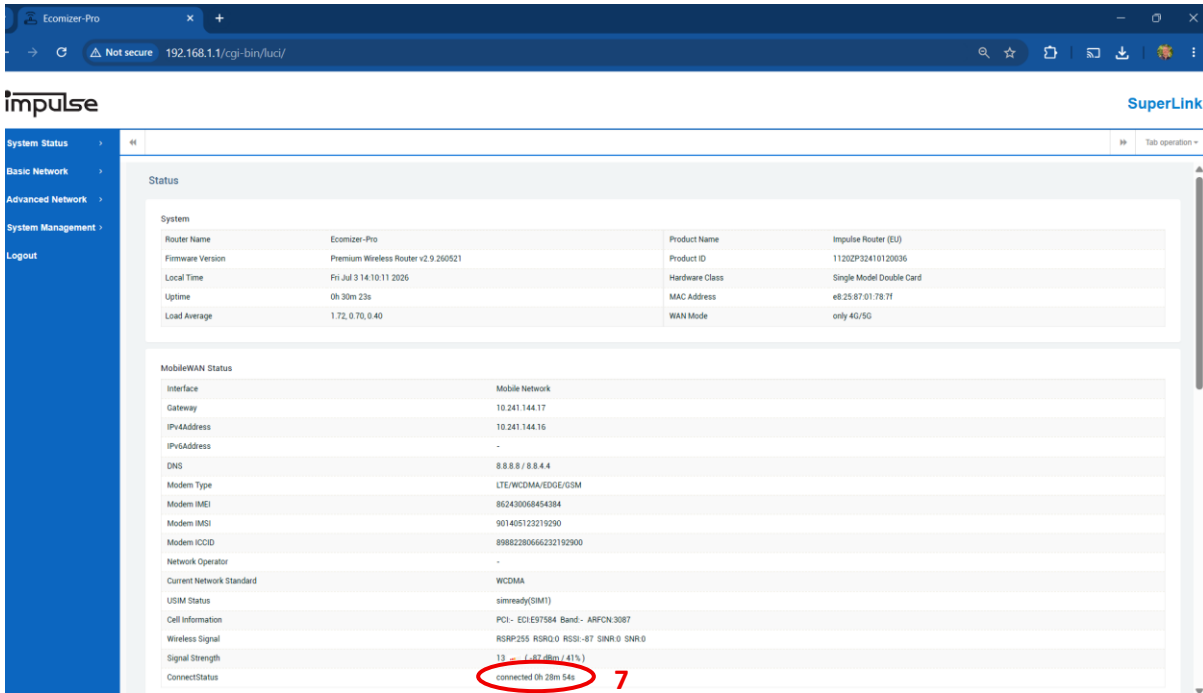 Ecomizer-Pro
Not secure 192.168.1.1/cgi-bin/luci/
impulse
SuperLink
System Status
Tab operation
Basic Network
Advanced Network
System Management
Logout
Status
System
Router Name Ecomizer-Pro Product Name Impulse Router (EU)
Firmware Version Premium Wireless Router v2.9.260521 Product ID 1120ZP32410120036
Local Time Fri Jul 3 14:10:11 2026 Hardware Class Single Model Double Card
Uptime 0h 30m 23s MAC Address e8:25:87:01:78:7f
Load Average 1.72, 0.70, 0.40 WAN Mode only 4G/5G
MobileWAN Status
Interface Mobile Network
Gateway 10.241.144.17
IPv4Address 10.241.144.16
IPv6Address -
DNS 8.8.8.8 / 8.8.4.4
Modem Type LTE/WCDMA/EDGE/GSM
Modem IMEI 862430068454384
Modem IMSI 901405123219290
Modem ICCID 89882280666232192900
Network Operator -
Current Network Standard WCDMA
USIM Status simready(SIM1)
Cell Information PCI:- ECI:E97584 Band:- ARFCN:3087
Wireless Signal RSRP:255 RSRQ:0 RSSI:-87 SINR:0 SNR:0
Signal Strength 13 ( -87 dBm / 41% )
ConnectStatus connected 0h 28m 54s 7